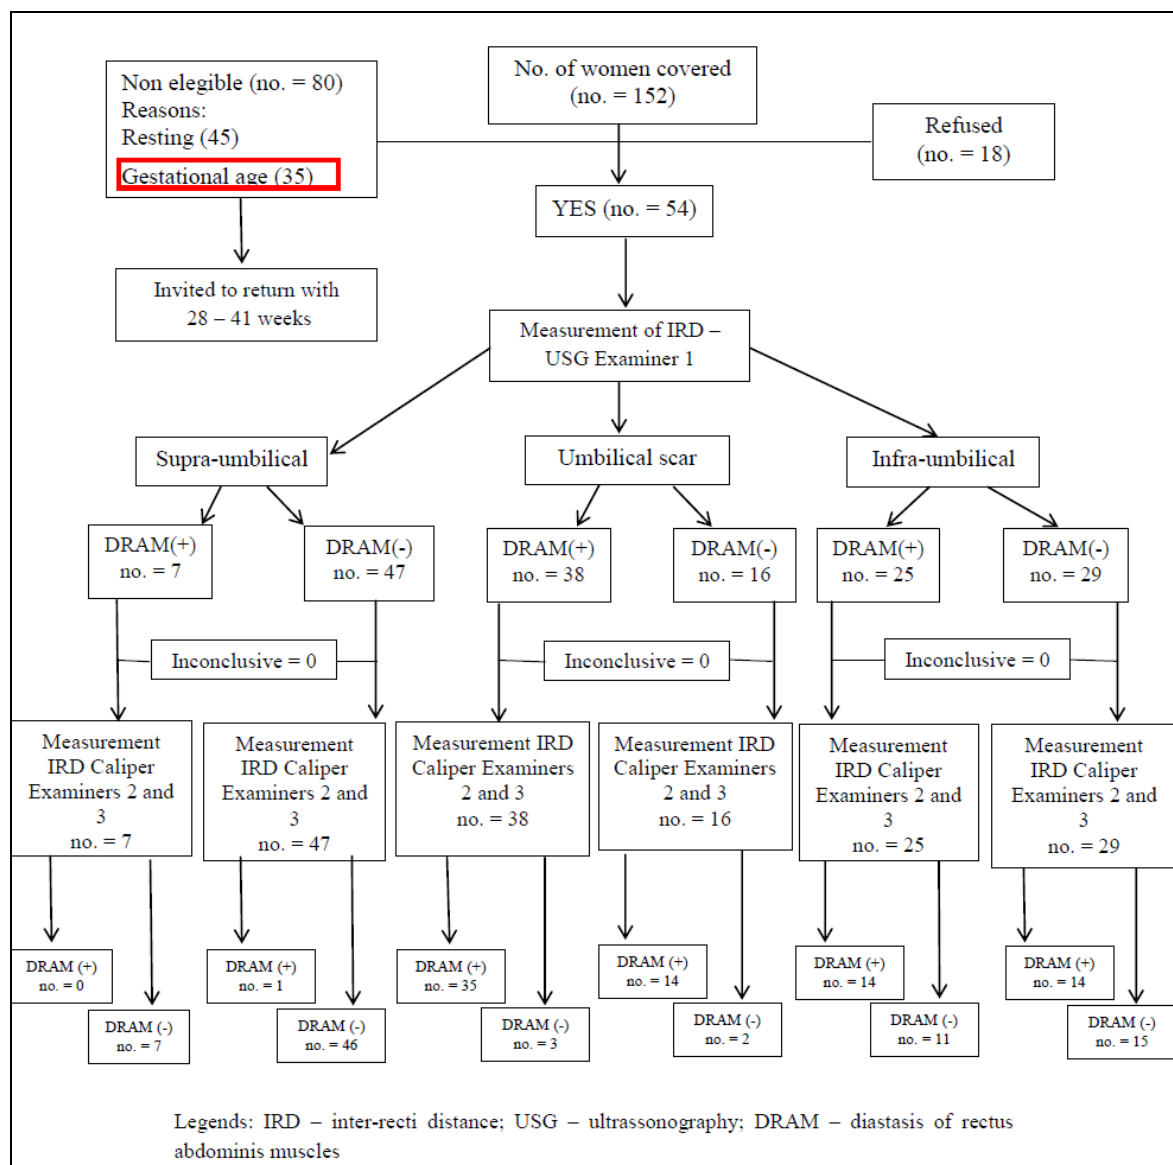 Non elegible (no. = 80)
Reasons:
Resting (45)
Gestational age (35)
No. of women covered
(no. = 152)
Refused
(no. = 18)
YES (no. = 54)
Invited to return with
28 – 41 weeks
Measurement of IRD –
USG Examiner 1
Supra-umbilical
Umbilical scar
Infra-umbilical
DRAM(+)
no. = 7
DRAM(-)
no. = 47
DRAM(+)
no. = 38
DRAM(-)
no. = 16
DRAM(+)
no. = 25
DRAM(-)
no. = 29
Inconclusive = 0
Inconclusive = 0
Inconclusive = 0
Measurement
IRD Caliper
Examiners 2 and
3
no. = 7
Measurement
IRD Caliper
Examiners 2 and
3
no. = 47
Measurement IRD
Caliper Examiners
2 and 3
no. = 38
Measurement IRD
Caliper Examiners
2 and 3
no. = 16
Measurement
IRD Caliper
Examiners 2 and
3
no. = 25
Measurement
IRD Caliper
Examiners 2 and
3
no. = 29
DRAM (+)
no. = 0
DRAM (-)
no. = 7
DRAM (+)
no. = 1
DRAM (-)
no. = 46
DRAM (+)
no. = 35
DRAM (-)
no. = 3
DRAM (+)
no. = 14
DRAM (-)
no. = 2
DRAM (+)
no. = 14
DRAM (-)
no. = 11
DRAM (+)
no. = 14
DRAM (-)
no. = 15
Legends: IRD – inter-recti distance; USG – ultrassonography; DRAM – diastasis of rectus
abdominis muscles